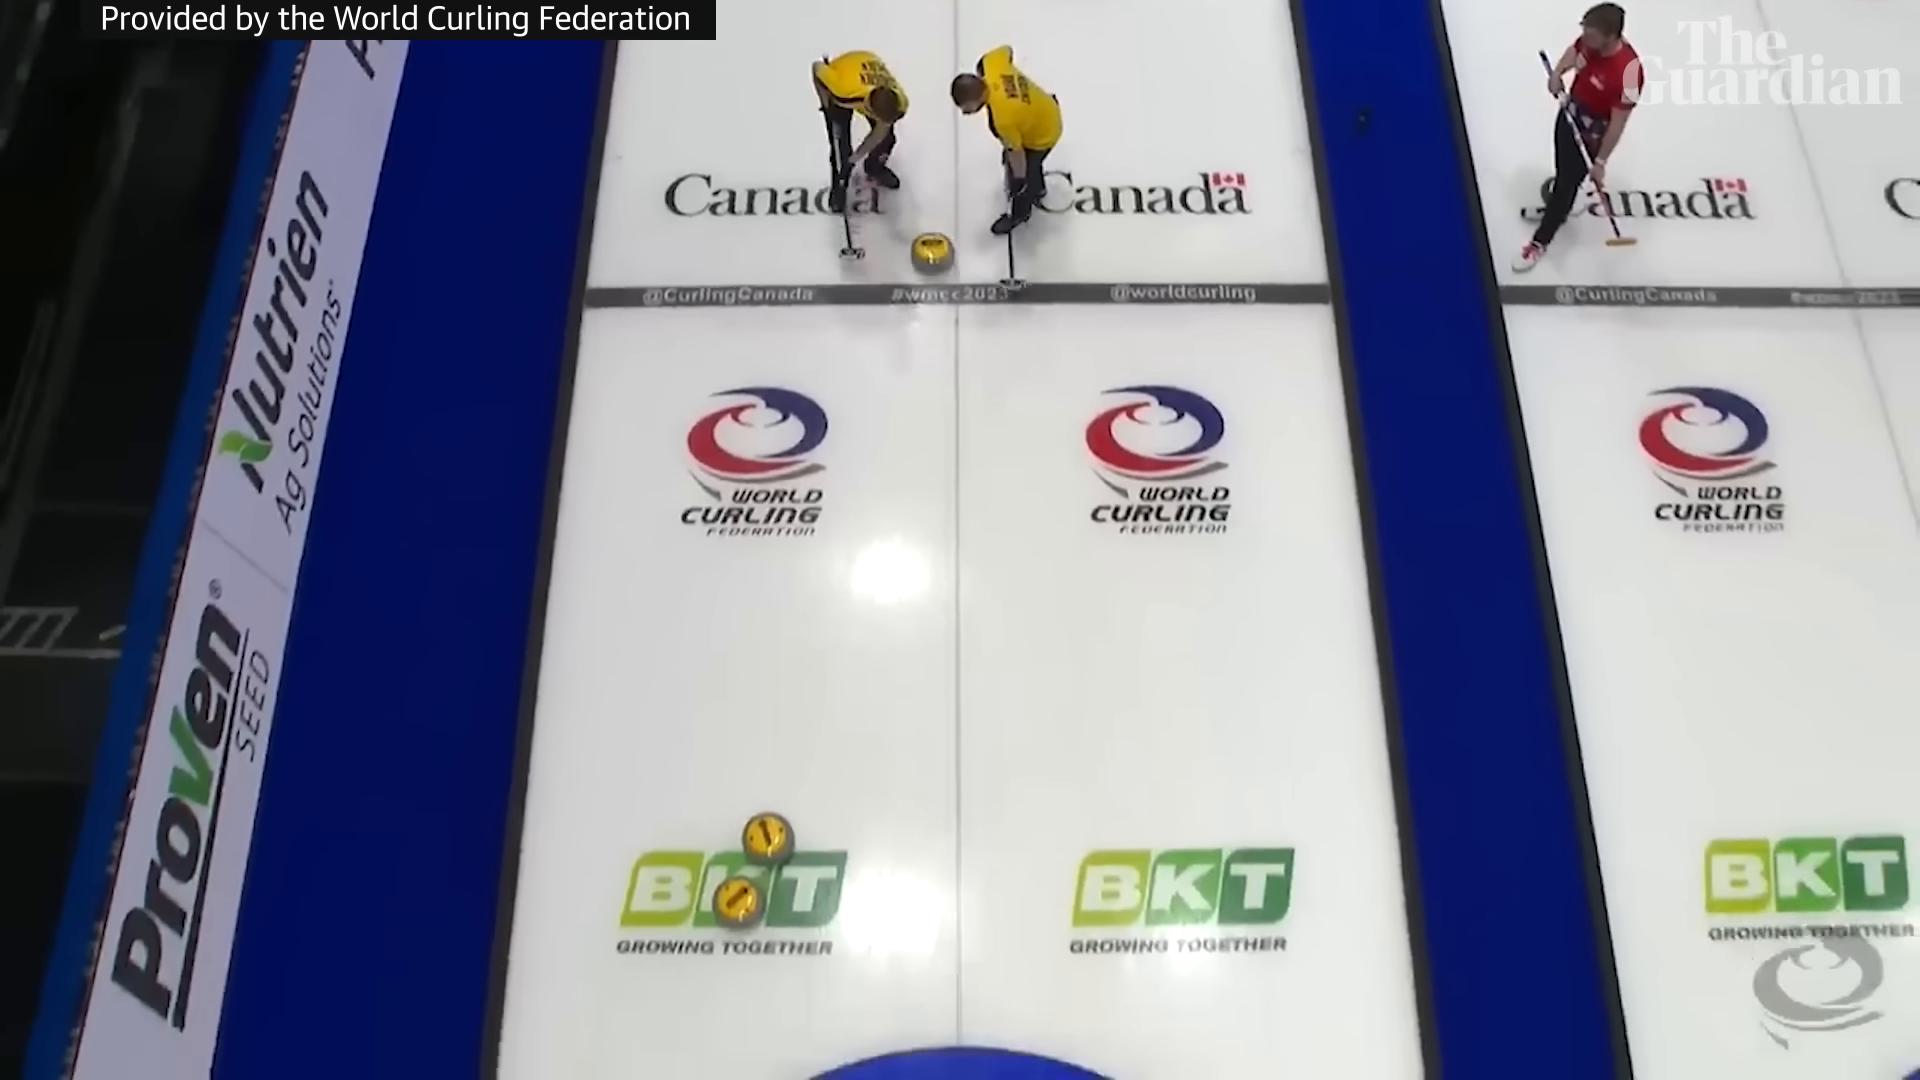 Provided by the World Curling Federation
The
Guardian
Canada
Canada
Canada
@CurlingCanada
#wmcc2023
@worldcurling
@CurlingCanada
#wmcc2023
Nutrien
Ag Solutions
WORLD
CURLING
FEDERATION
WORLD
CURLING
FEDERATION
WORLD
CURLING
FEDERATION
ProVen®
SEED
BKT
GROWING TOGETHER
BKT
GROWING TOGETHER
BKT
GROWING TOGETHER